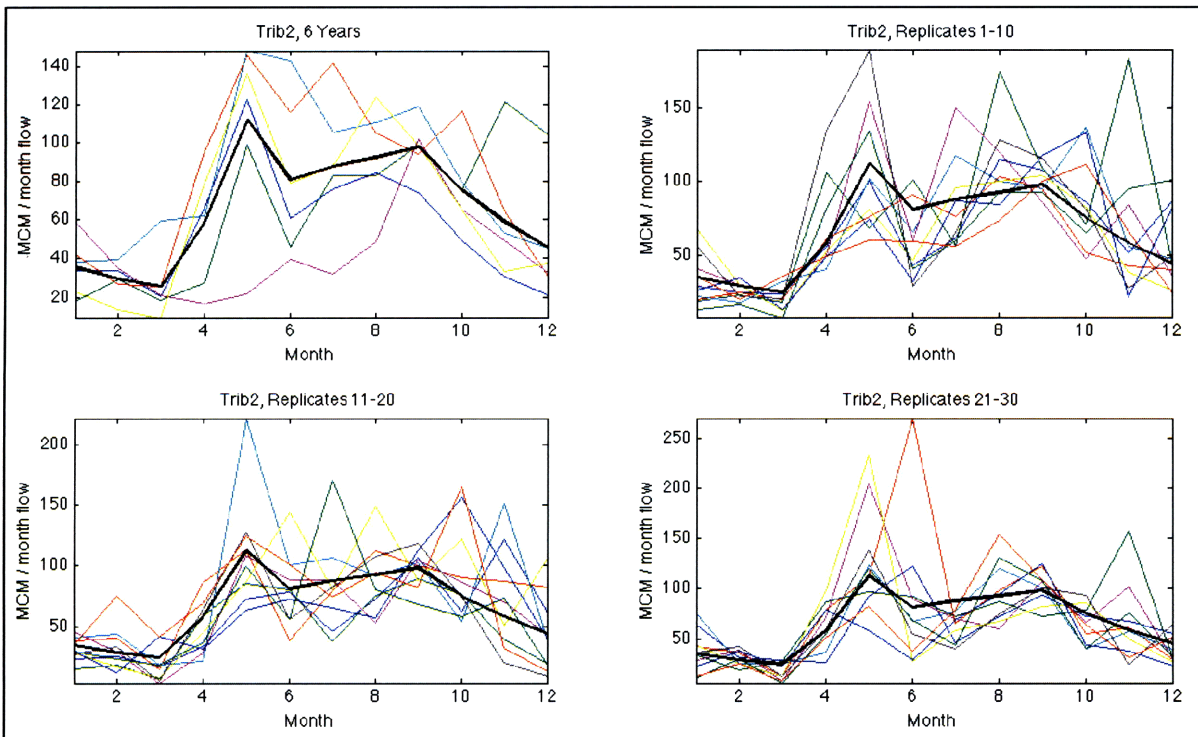 Trib2, 6 Years
MCM / month flow
140
120
100
80
60
40
20
2 4 6 8 10 12
Month
Trib2, Replicates 1-10
MCM / month flow
150
100
50
2 4 6 8 10 12
Month
Trib2, Replicates 11-20
MCM / month flow
200
150
100
50
2 4 6 8 10 12
Month
Trib2, Replicates 21-30
MCM / month flow
250
200
150
100
50
2 4 6 8 10 12
Month